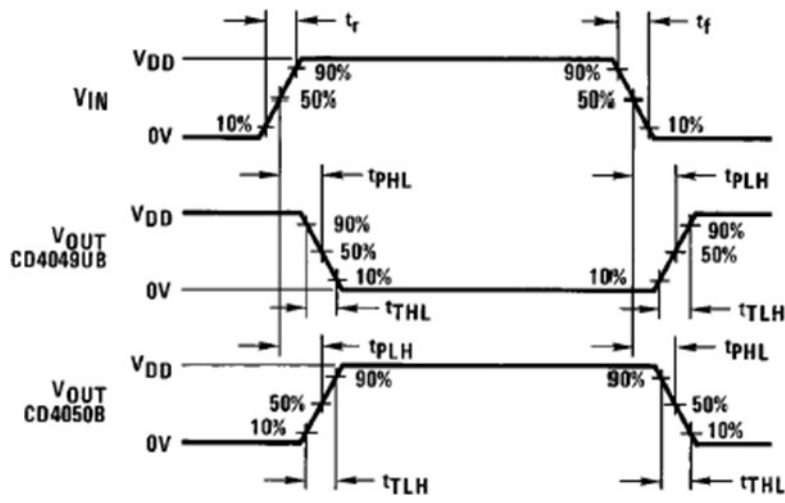 tr tf
VDD 90% 90%
VIN 50% 50%
10% 10%
0V
tPHL tPLH
VDD 90% 90%
VOUT 50% 50%
CD4049UB
10% 10%
0V
tTHL tTLH
tPLH tPHL
VDD 90% 90%
VOUT 50% 50%
CD4050B
10% 10%
0V
tTLH tTHL